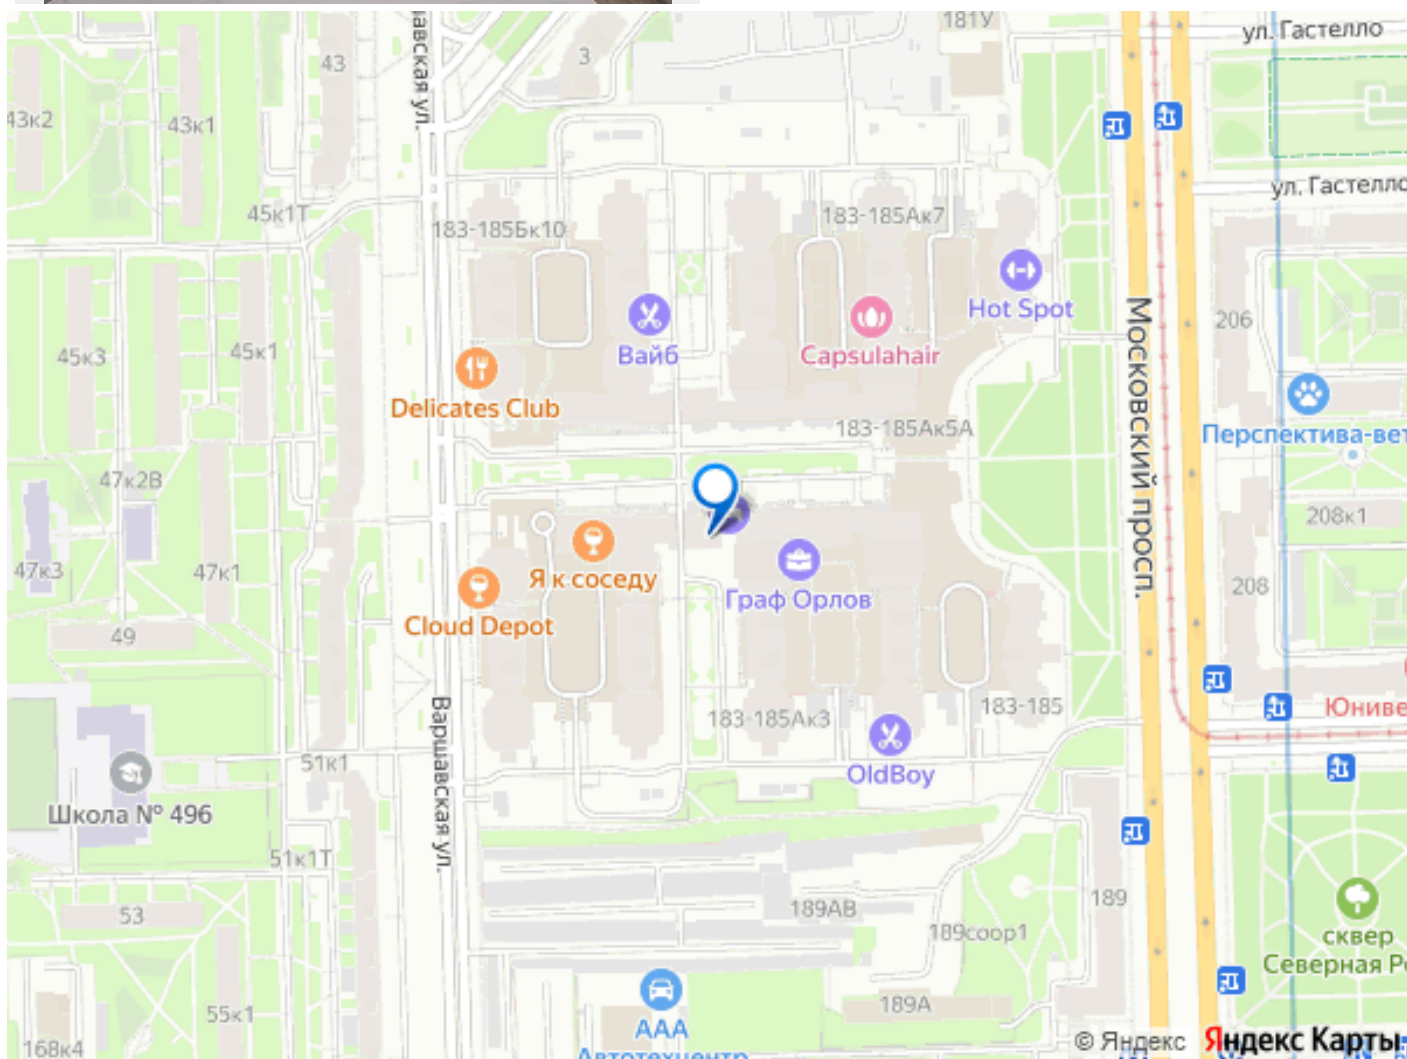 181У
ул. Гастелло
43
3
авская ул.
43к2
43к1
ул. Гастелло
45к1Т
183-185Бк10
183-185Ак7
Hot Spot
206
45к3
45к1
Вайб
Capsulahair
Московский просп.
Delicates Club
183-185Ак5А
Перспектива-вет
47к2В
208к1
47к3
47к1
Я к соседу
Граф Орлов
208
49
Cloud Depot
183-185Ак3
183-185
Юниве
Варшавская ул.
51к1
OldBoy
Школа № 496
51к1Т
53
189АВ
189
189соор1
сквер
Северная Р
55к1
189А
168к4
ААА
Автотехцентр
© Яндекс Яндекс Карты